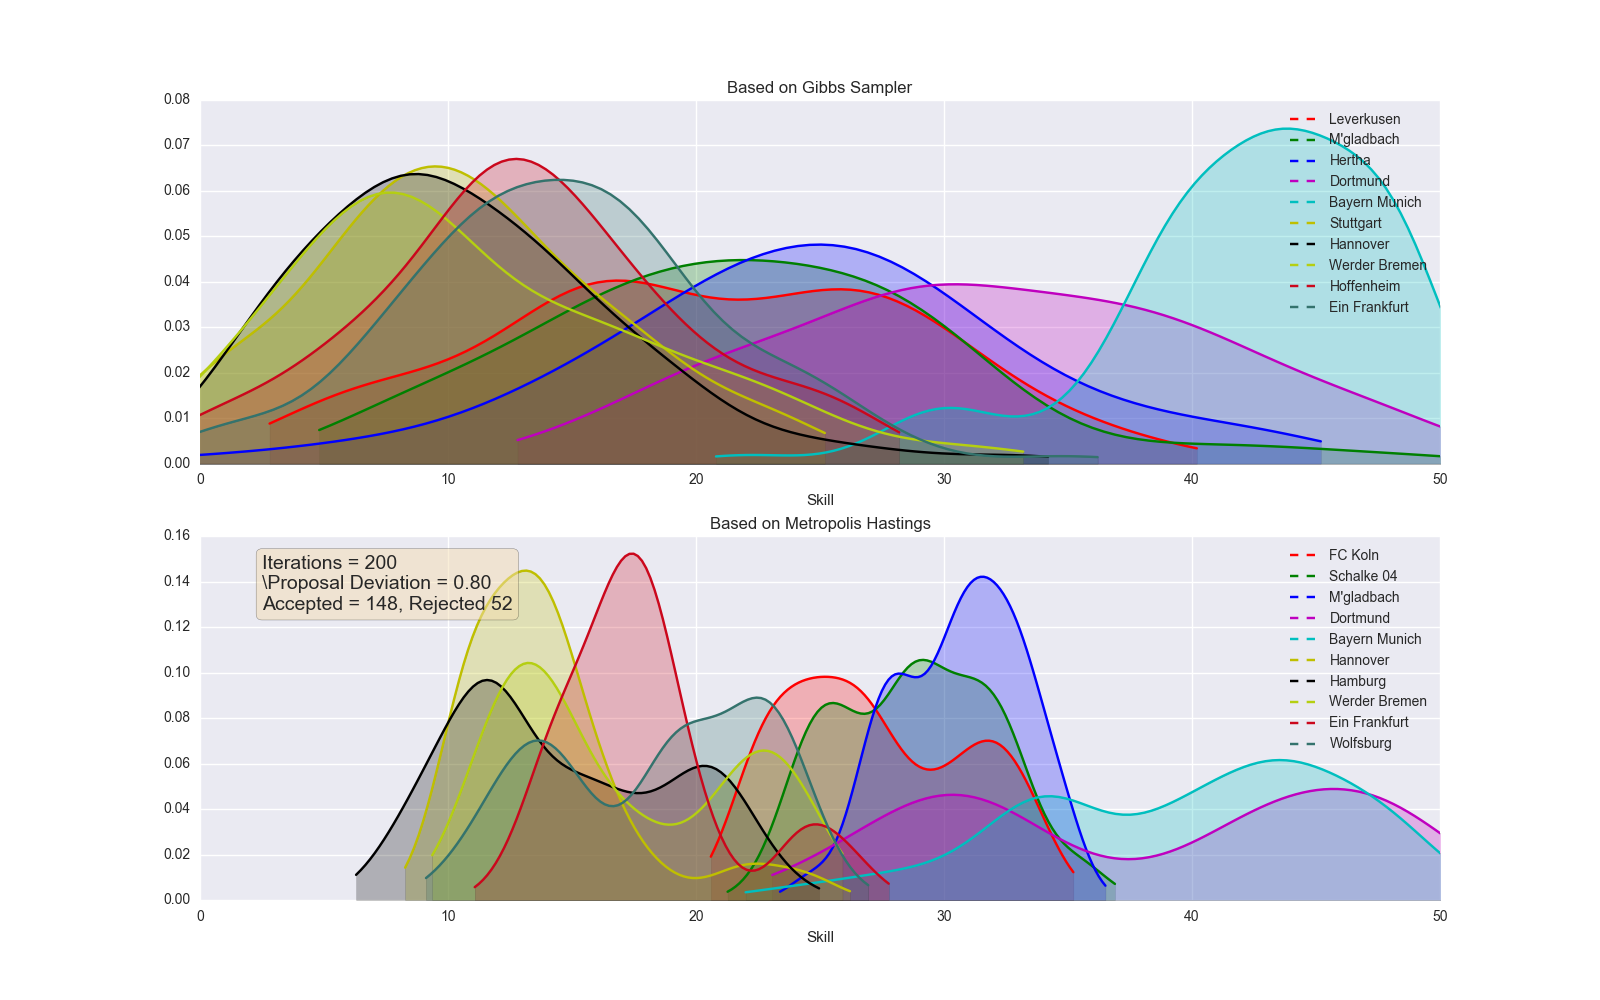 Based on Gibbs Sampler
0.08
0.07
0.06
0.05
0.04
0.03
0.02
0.01
0.00
Leverkusen
M'gladbach
Hertha
Dortmund
Bayern Munich
Stuttgart
Hannover
Werder Bremen
Hoffenheim
Ein Frankfurt
0 10 20 30 40 50
Skill
Based on Metropolis Hastings
0.16
0.14
0.12
0.10
0.08
0.06
0.04
0.02
0.00
Iterations = 200
\Proposal Deviation = 0.80
Accepted = 148, Rejected 52
FC Koln
Schalke 04
M'gladbach
Dortmund
Bayern Munich
Hannover
Hamburg
Werder Bremen
Ein Frankfurt
Wolfsburg
0 10 20 30 40 50
Skill